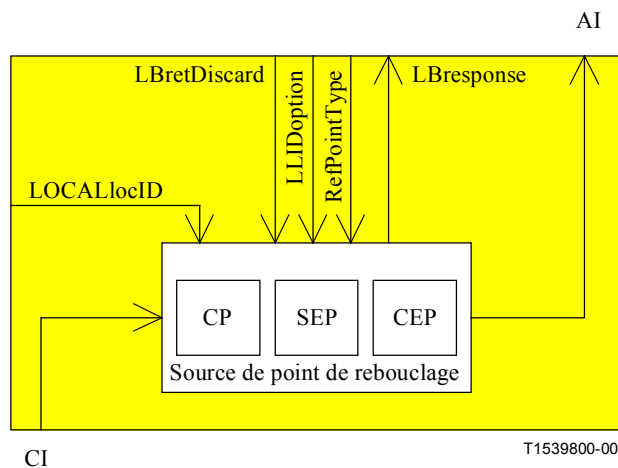 AI
LBretDiscard
LLIDoption
RefPointType
LBresponse
LOCALlocID
CP
SEP
CEP
Source de point de rebouclage
CI
T1539800-00